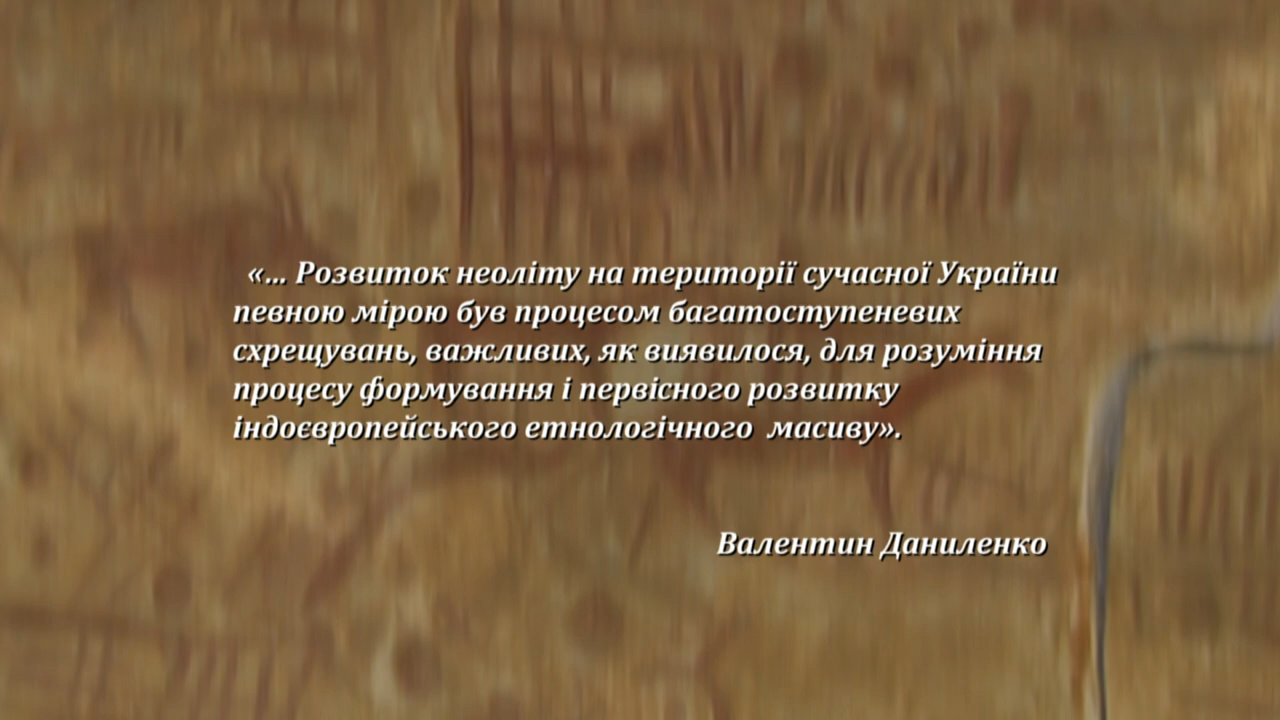 «... Розвиток неоліту на території сучасної України
певною мірою був процесом багатоступеневих
схрещувань, важливих, як виявилося, для розуміння
процесу формування і первісного розвитку
індоєвропейського етнологічного масиву».
Валентин Даниленко